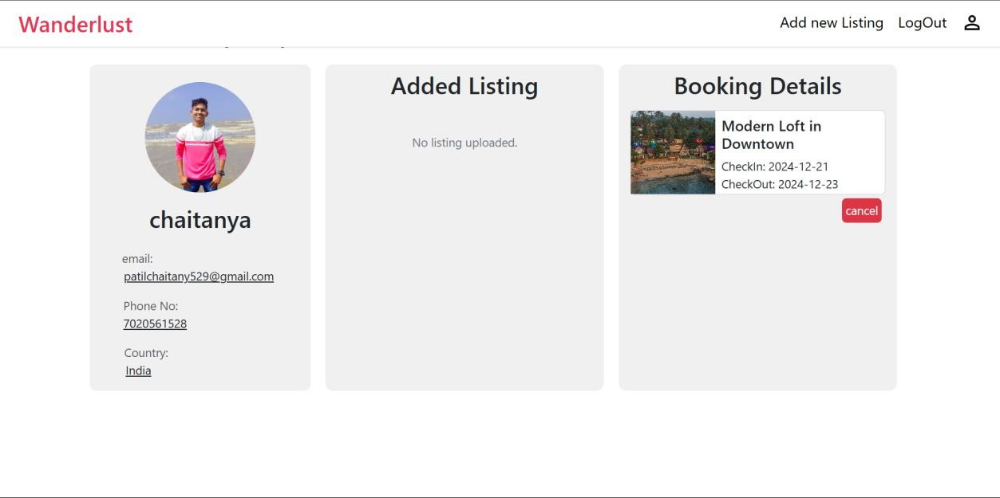 Wanderlust
Add new Listing LogOut
chaitanya
email:
patilchaitany529@gmail.com
Phone No:
7020561528
Country:
India
Added Listing
No listing uploaded.
Booking Details
Modern Loft in
Downtown
CheckIn: 2024-12-21
CheckOut: 2024-12-23
cancel